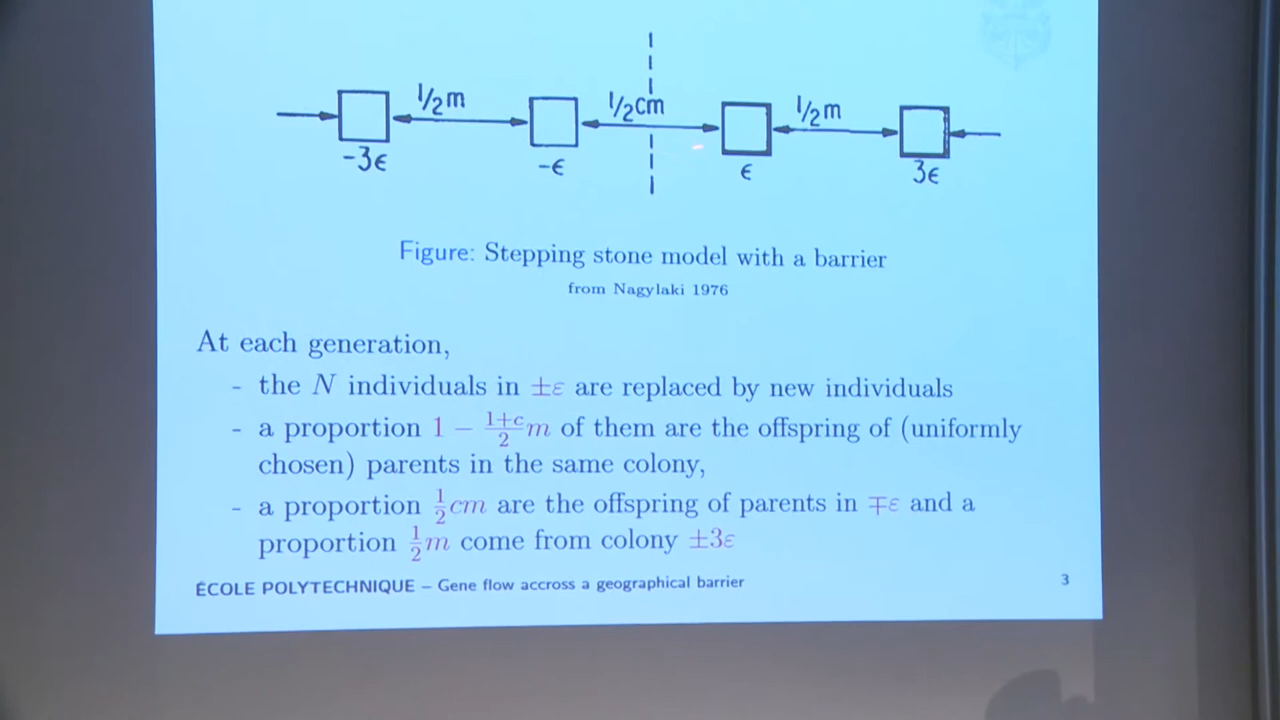 1/2m 1/2cm 1/2m
-3ϵ -ϵ ϵ 3ϵ
Figure: Stepping stone model with a barrier
from Nagylaki 1976
At each generation,
- the N individuals in ±ε are replaced by new individuals
- a proportion 1 − \frac{1+c}{2}m of them are the offspring of (uniformly
chosen) parents in the same colony,
- a proportion \frac{1}{2}cm are the offspring of parents in ∓ε and a
proportion \frac{1}{2}m come from colony ±3ε
ÉCOLE POLYTECHNIQUE – Gene flow accross a geographical barrier 3